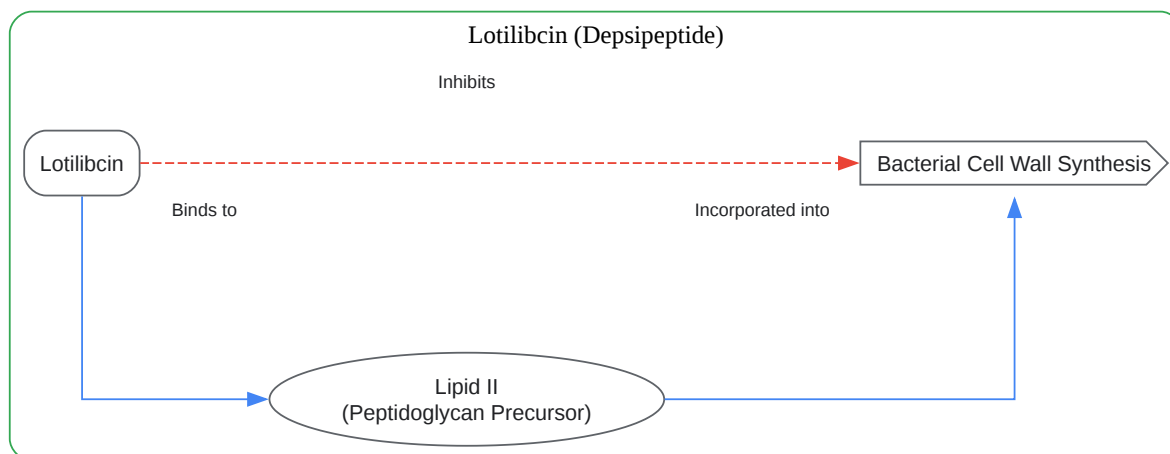 Lotilibcin (Depsipeptide)
Inhibits
Lotilibcin
Bacterial Cell Wall Synthesis
Binds to
Incorporated into
Lipid II
(Peptidoglycan Precursor)